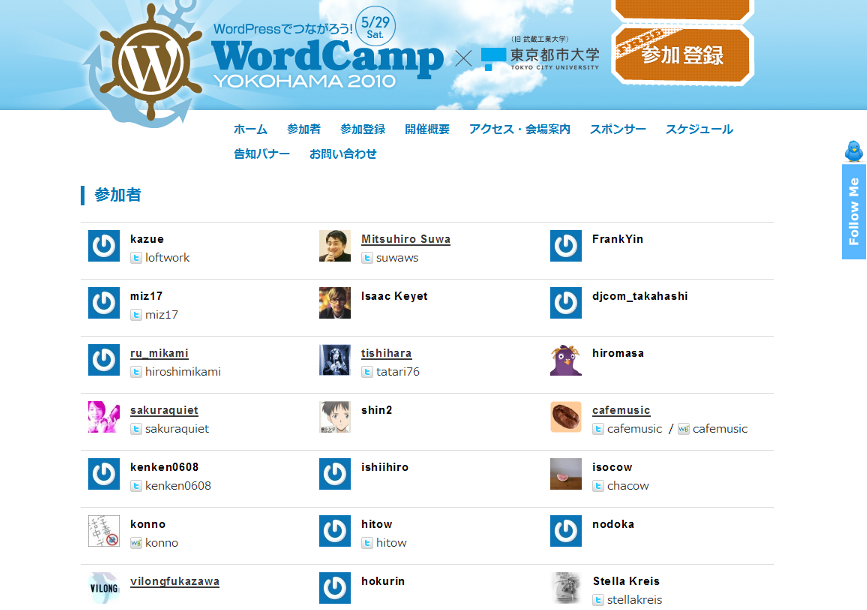 WordPressでつながろう!
5/29
Sat.
WordCamp
YOKOHAMA 2010
(旧 武蔵工業大学)
東京都市大学
TOKYO CITY UNIVERSITY
参加登録
ホーム 参加者 参加登録 開催概要 アクセス・会場案内 スポンサー スケジュール
告知バナー お問い合わせ
Follow Me
参加者
kazue Mitsuhiro Suwa FrankYin
loftwork suwaws
miz17 Isaac Keyet djcom_takahashi
miz17
ru_mikami tishihara hiromasa
hiroshimikami tatari76
sakuraquiet shin2 cafemusic
sakuraquiet cafemusic / cafemusic
kenken0608 ishiihiro isocow
kenken0608 chacow
konno hitow nodoka
konno hitow
VILONG
vilongfukazawa hokurin Stella Kreis
stellakreis